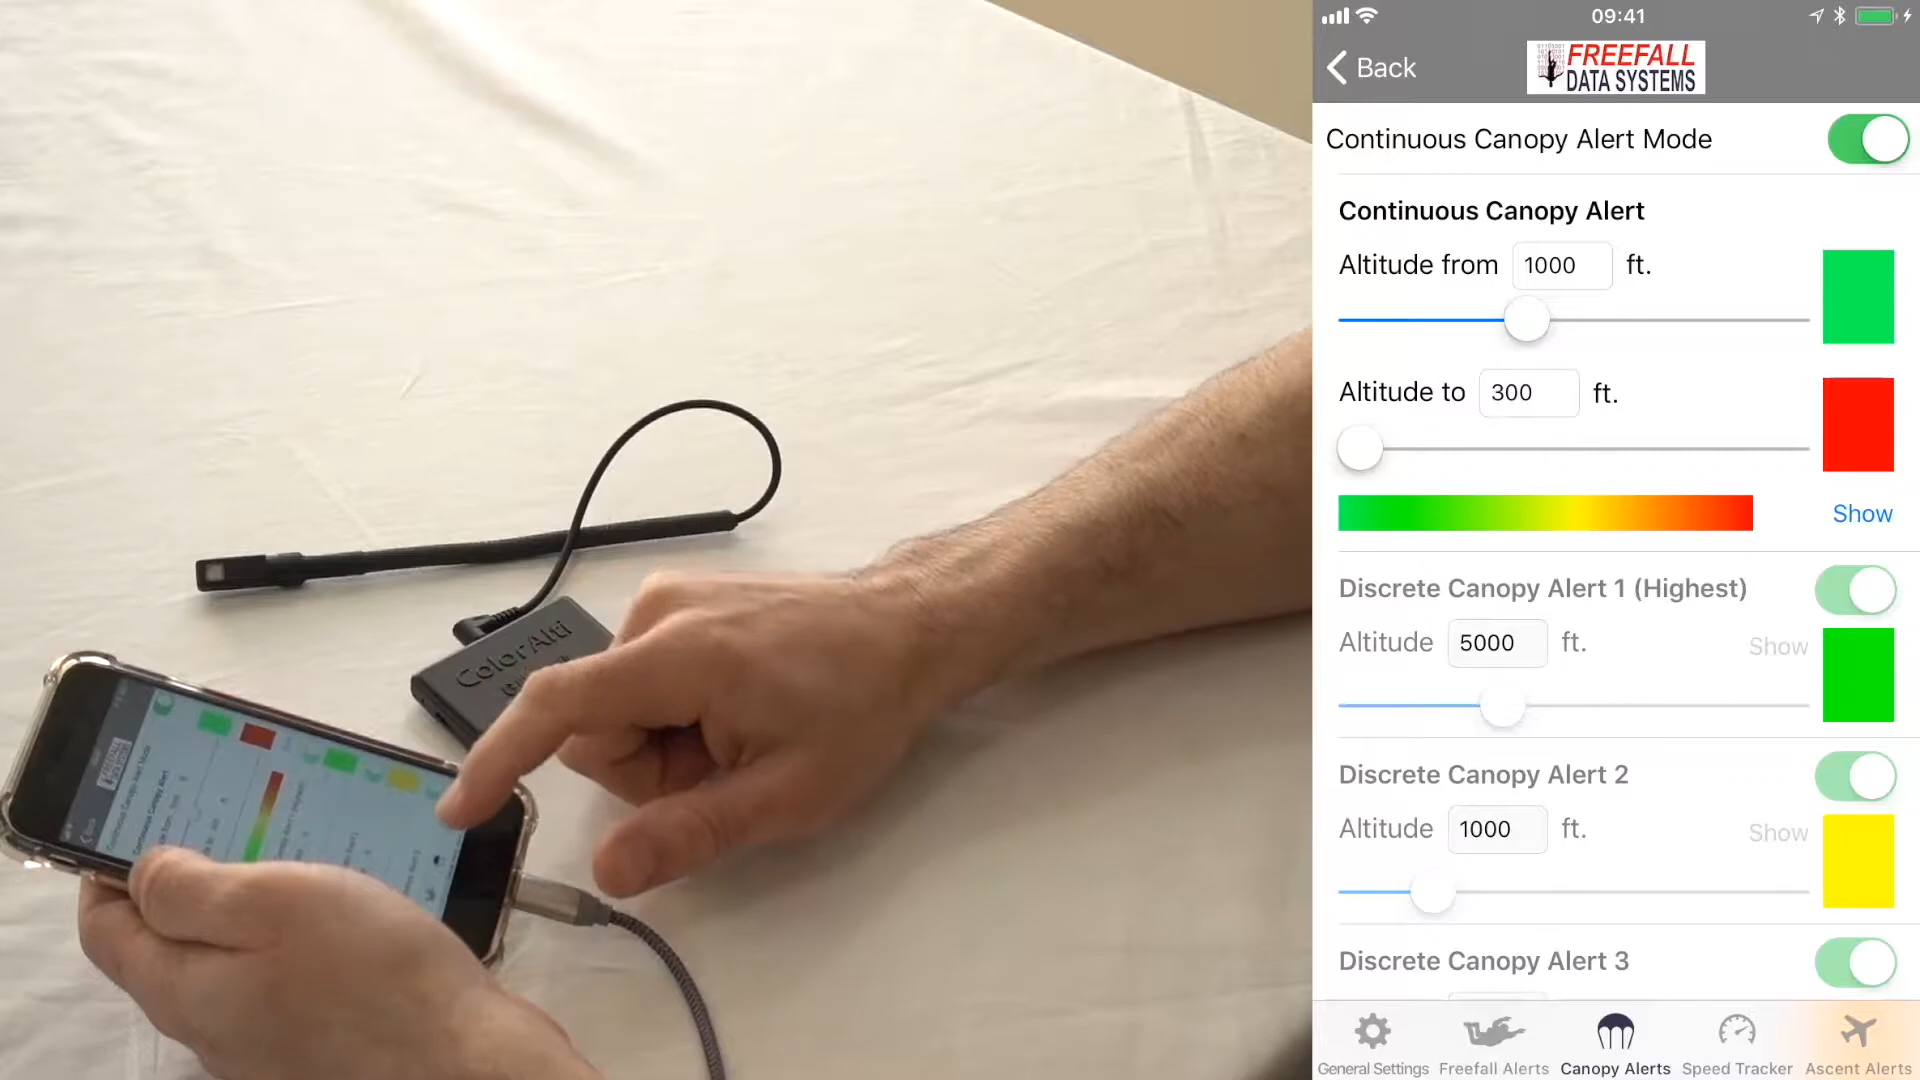 09:41
Back
FREEFALL
DATA SYSTEMS
Continuous Canopy Alert Mode
Continuous Canopy Alert
Altitude from 1000 ft.
Altitude to 300 ft.
Show
Discrete Canopy Alert 1 (Highest)
Altitude 5000 ft. Show
Discrete Canopy Alert 2
Altitude 1000 ft. Show
Discrete Canopy Alert 3
General Settings Freefall Alerts Canopy Alerts Speed Tracker Ascent Alerts
ColorAlti